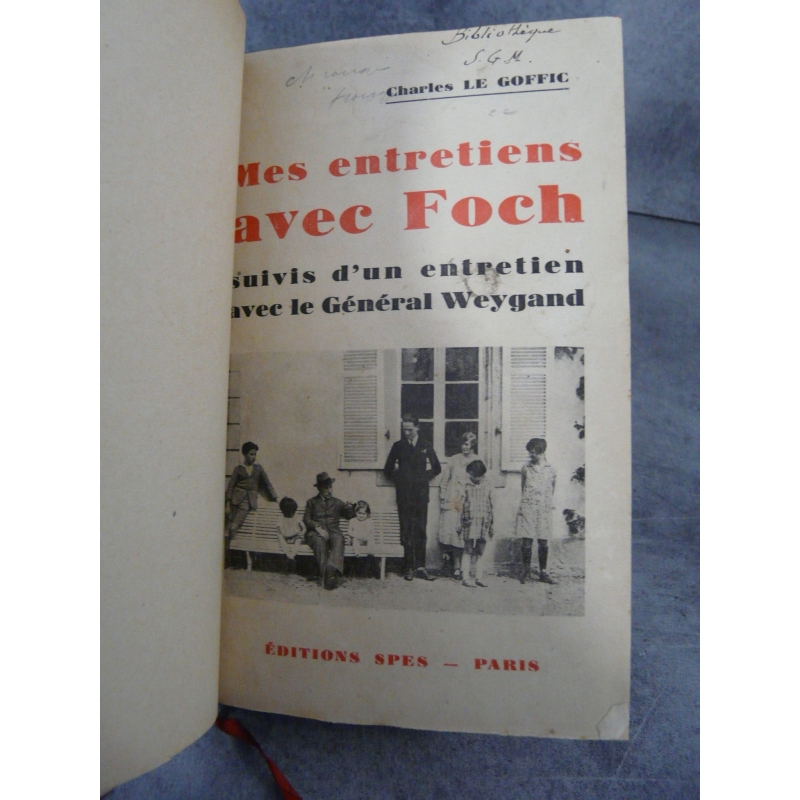 Bibliothèque
S. G. M.
Charles LE GOFFIC
Mes entretiens
avec Foch
suivis d'un entretien
avec le Général Weygand
ÉDITIONS SPES — PARIS